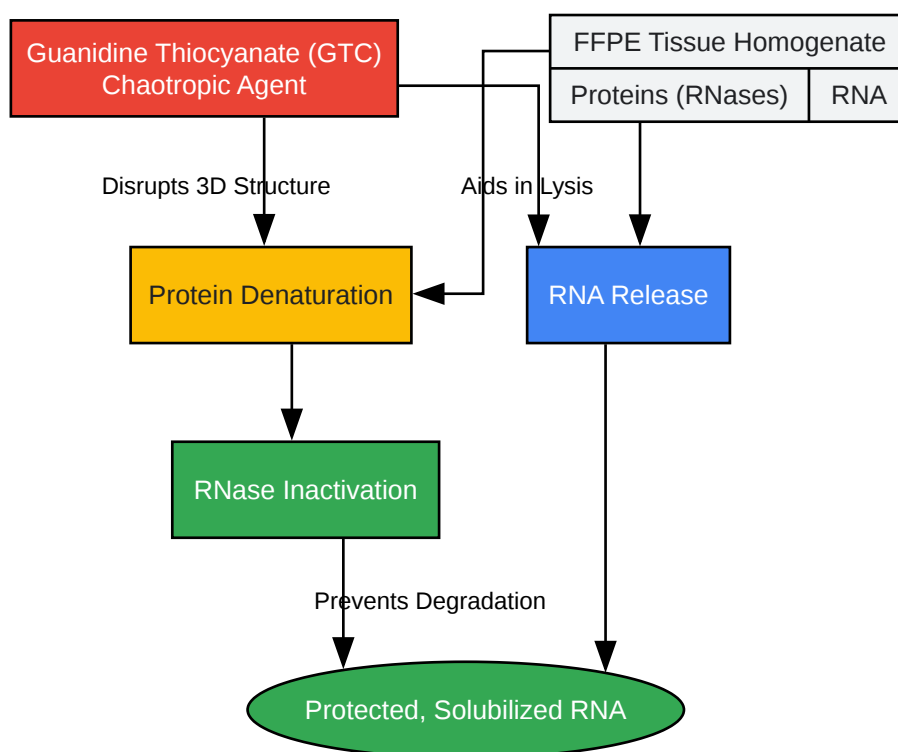 Guanidine Thiocyanate (GTC)
Chaotropic Agent
FFPE Tissue Homogenate
Proteins (RNases)
RNA
Disrupts 3D Structure
Aids in Lysis
Protein Denaturation
RNA Release
RNase Inactivation
Prevents Degradation
Protected, Solubilized RNA